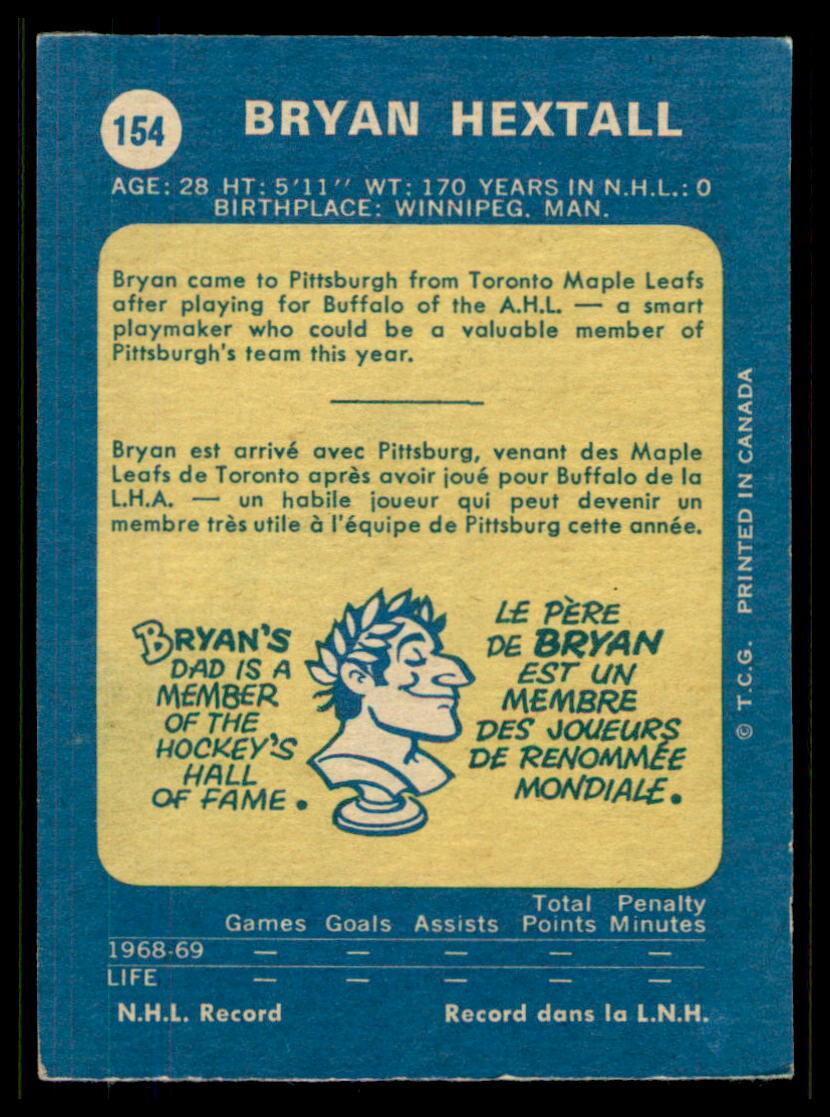 154
BRYAN HEXTALL
AGE: 28 HT: 5'11" WT: 170 YEARS IN N.H.L.: 0
BIRTHPLACE: WINNIPEG, MAN.
Bryan came to Pittsburgh from Toronto Maple Leafs
after playing for Buffalo of the A.H.L. — a smart
playmaker who could be a valuable member of
Pittsburgh's team this year.
Bryan est arrivé avec Pittsburg, venant des Maple
Leafs de Toronto après avoir joué pour Buffalo de la
L.H.A. — un habile joueur qui peut devenir un
membre très utile à l'équipe de Pittsburg cette année.
BRYAN'S
DAD IS A
MEMBER
OF THE
HOCKEY'S
HALL
OF FAME.
LE PÈRE
DE BRYAN
EST UN
MEMBRE
DES JOUEURS
DE RENOMMÉE
MONDIALE.
© T.C.G. PRINTED IN CANADA
Games Goals Assists Total Points Penalty Minutes
1968-69 — — — — —
LIFE — — — — —
N.H.L. Record Record dans la L.N.H.